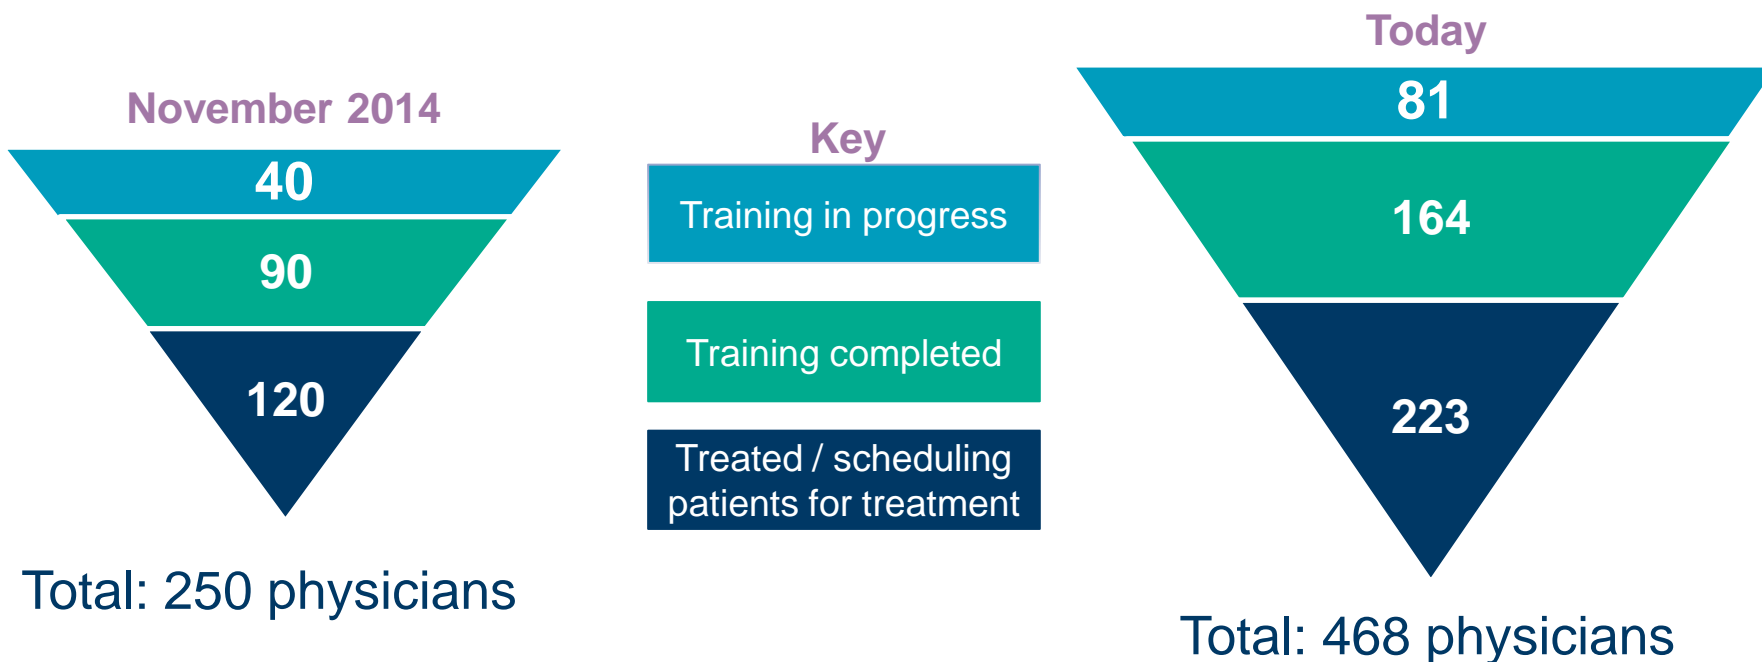 November 2014
40
90
120
Total: 250 physicians
Key
Training in progress
Training completed
Treated / scheduling
patients for treatment
Today
81
164
223
Total: 468 physicians